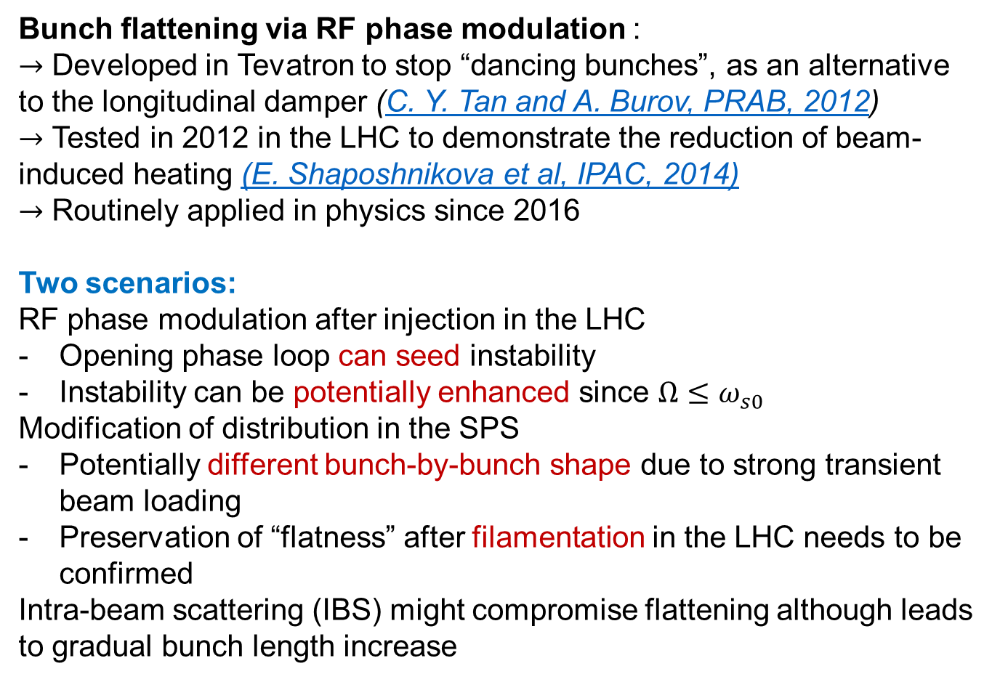 Bunch flattening via RF phase modulation :
→ Developed in Tevatron to stop “dancing bunches”, as an alternative
to the longitudinal damper (C. Y. Tan and A. Burov, PRAB, 2012)
→ Tested in 2012 in the LHC to demonstrate the reduction of beam-
induced heating (E. Shaposhnikova et al, IPAC, 2014)
→ Routinely applied in physics since 2016
Two scenarios:
RF phase modulation after injection in the LHC
- Opening phase loop can seed instability
- Instability can be potentially enhanced since Ω ≤ ω_{s0}
Modification of distribution in the SPS
- Potentially different bunch-by-bunch shape due to strong transient
beam loading
- Preservation of “flatness” after filamentation in the LHC needs to be
confirmed
Intra-beam scattering (IBS) might compromise flattening although leads
to gradual bunch length increase